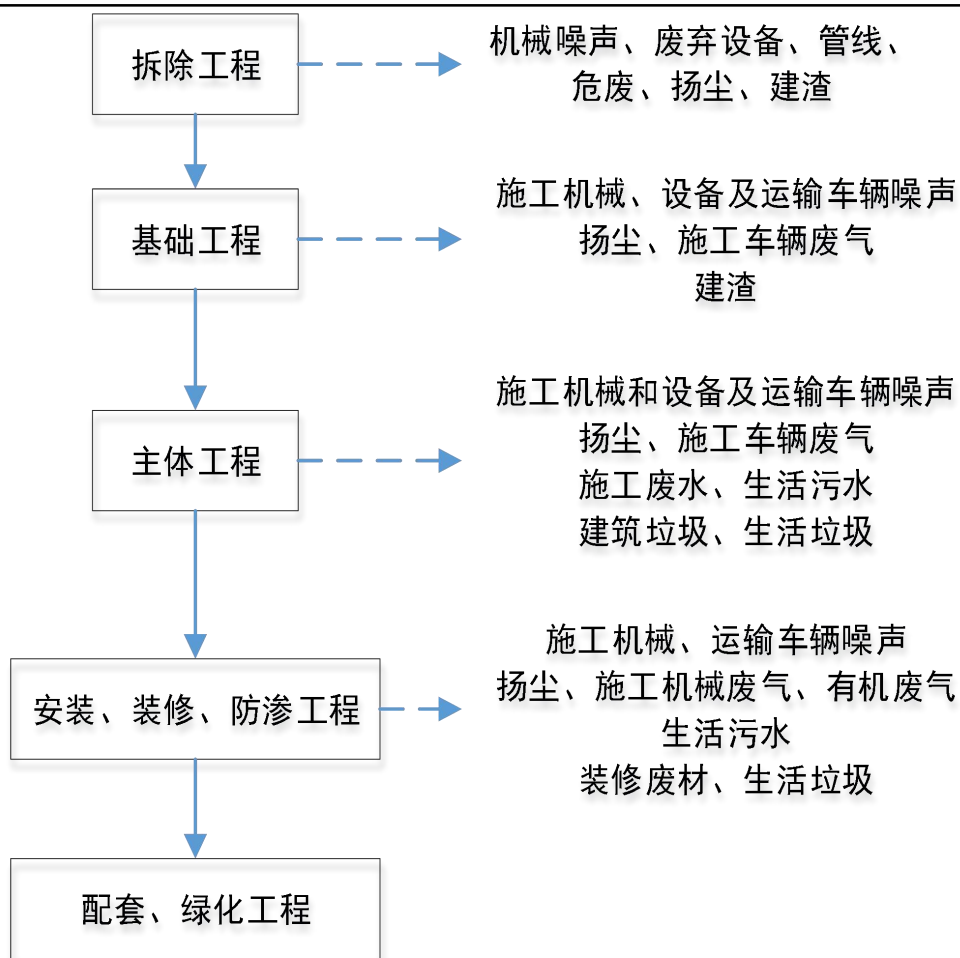 拆除工程
机械噪声、废弃设备、管线、
危废、扬尘、建渣
基础工程
施工机械、设备及运输车辆噪声
扬尘、施工车辆废气
建渣
主体工程
施工机械和设备及运输车辆噪声
扬尘、施工车辆废气
施工废水、生活污水
建筑垃圾、生活垃圾
安装、装修、防渗工程
施工机械、运输车辆噪声
扬尘、施工机械废气、有机废气
生活污水
装修废材、生活垃圾
配套、绿化工程